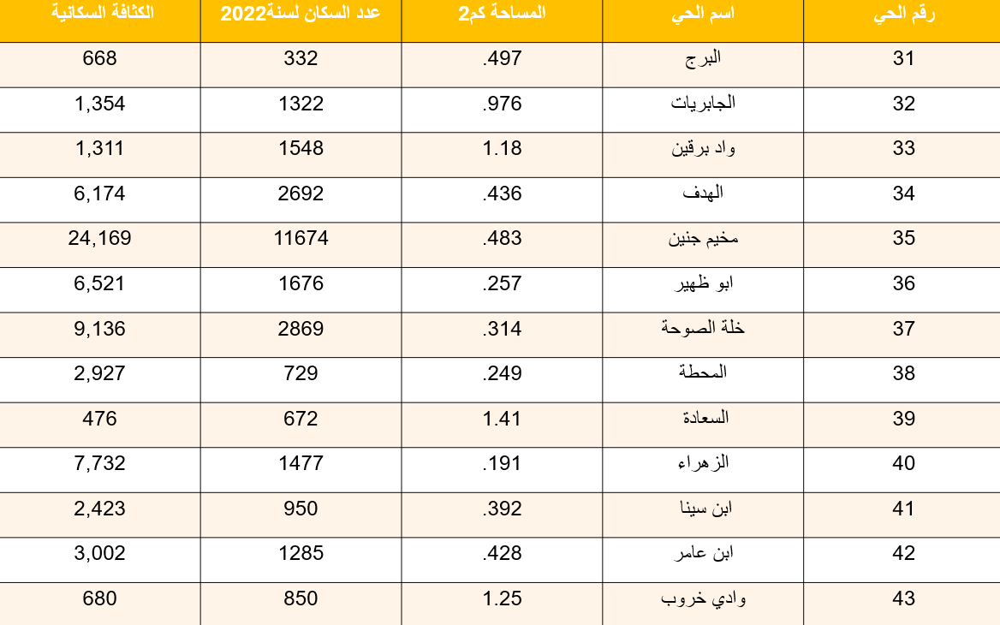 رقم الحي اسم الحي المساحة كم2 عدد السكان لسنة2022 الكثافة السكانية
31 البرج .497 332 668
32 الجابريات .976 1322 1,354
33 واد برقين 1.18 1548 1,311
34 الهدف .436 2692 6,174
35 مخيم جنين .483 11674 24,169
36 ابو ظهير .257 1676 6,521
37 خلة الصوحة .314 2869 9,136
38 المحطة .249 729 2,927
39 السعادة 1.41 672 476
40 الزهراء .191 1477 7,732
41 ابن سينا .392 950 2,423
42 ابن عامر .428 1285 3,002
43 وادي خروب 1.25 850 680